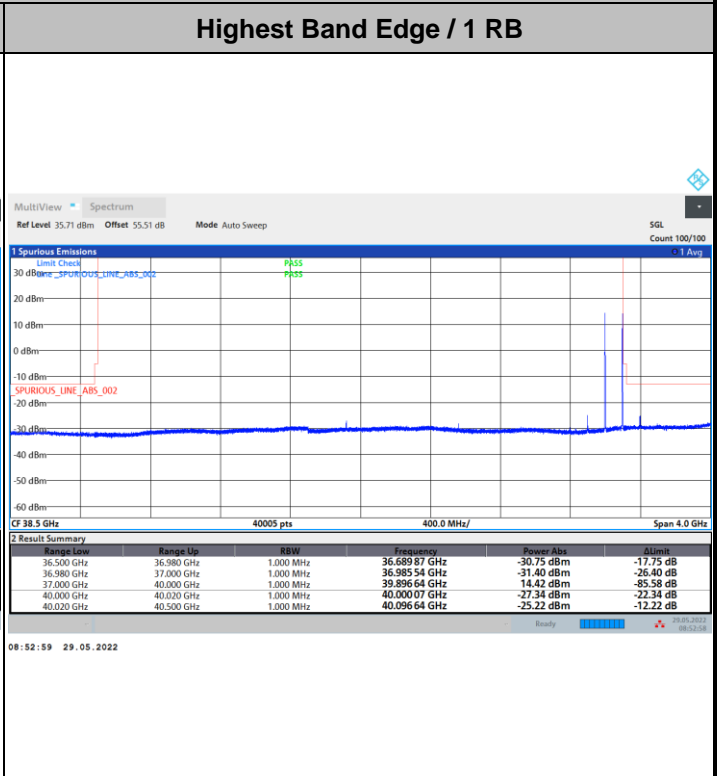 Highest Band Edge / 1 RB
MultiView Spectrum
Ref Level 35.71 dBm Offset 55.51 dB Mode Auto Sweep SGL
Count 100/100
1 Spurious Emissions 1 Avg
Limit Check PASS
30 dBm Line _SPURIOUS_LINE_ABS_002 PASS
20 dBm
10 dBm
0 dBm
-10 dBm
_SPURIOUS_LINE_ABS_002
-20 dBm
-30 dBm
-40 dBm
-50 dBm
-60 dBm
CF 38.5 GHz 40005 pts 400.0 MHz/ Span 4.0 GHz
2 Result Summary
Range Low Range Up RBW Frequency Power Abs ΔLimit
36.500 GHz 36.980 GHz 1.000 MHz 36.689 87 GHz -30.75 dBm -17.75 dB
36.980 GHz 37.000 GHz 1.000 MHz 36.985 54 GHz -31.40 dBm -26.40 dB
37.000 GHz 40.000 GHz 1.000 MHz 39.896 64 GHz 14.42 dBm -85.58 dB
40.000 GHz 40.020 GHz 1.000 MHz 40.000 07 GHz -27.34 dBm -22.34 dB
40.020 GHz 40.500 GHz 1.000 MHz 40.096 64 GHz -25.22 dBm -12.22 dB
Ready 29.05.2022
08:52:58
08:52:59 29.05.2022